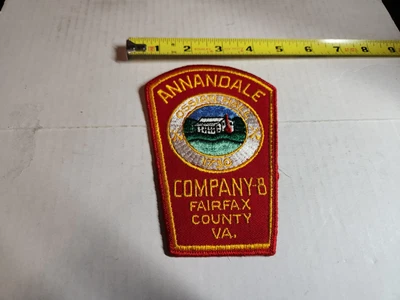 1 2 3 4 5 6 7 8 9
ANNANDALE
COMPANY-8
FAIRFAX
COUNTY
VA.